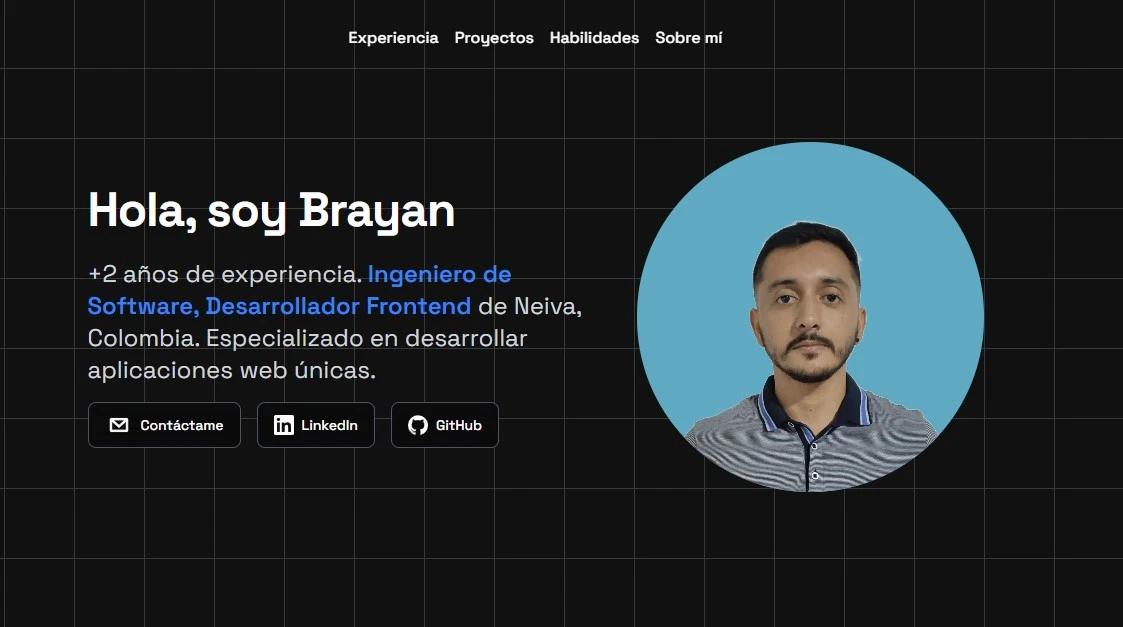 Experiencia Proyectos Habilidades Sobre mí
Hola, soy Brayan
+2 años de experiencia. Ingeniero de
Software, Desarrollador Frontend de Neiva,
Colombia. Especializado en desarrollar
aplicaciones web únicas.
Contáctame LinkedIn GitHub